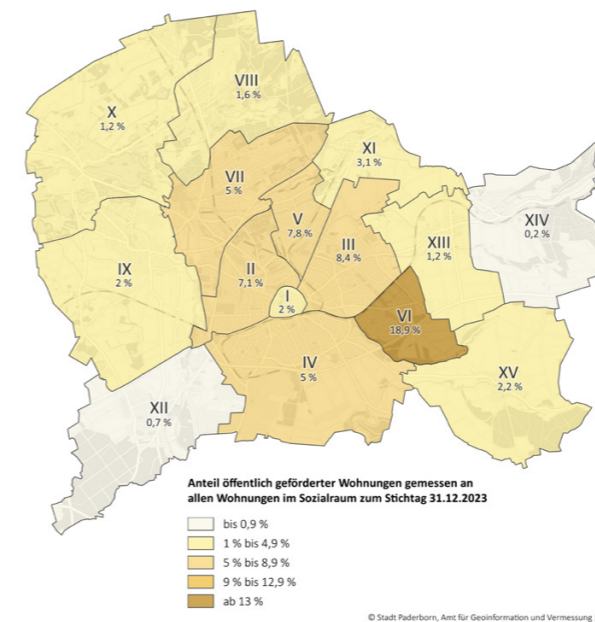 VIII
1,6 %
X
1,2 %
XI
3,1 %
VII
5 %
XIV
0,2 %
V
7,8 %
III
8,4 %
XIII
1,2 %
IX
2 %
II
7,1 %
I
2 %
VI
18,9 %
IV
5 %
XV
2,2 %
XII
0,7 %
Anteil öffentlich geförderter Wohnungen gemessen an
allen Wohnungen im Sozialraum zum Stichtag 31.12.2023
bis 0,9 %
1 % bis 4,9 %
5 % bis 8,9 %
9 % bis 12,9 %
ab 13 %
© Stadt Paderborn, Amt für Geoinformation und Vermessung